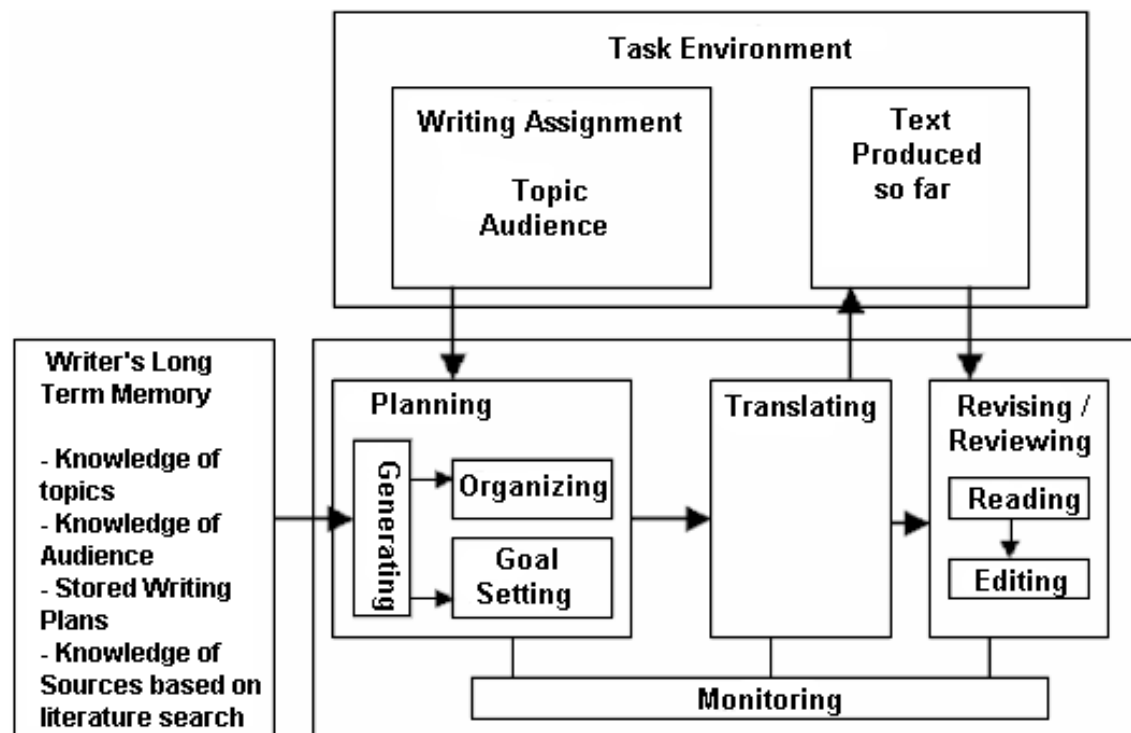 Task Environment
Writing Assignment
Topic
Audience
Text
Produced
so far
Writer's Long
Term Memory
- Knowledge of
topics
- Knowledge of
Audience
- Stored Writing
Plans
- Knowledge of
Sources based on
literature search
Planning
Generating
Organizing
Goal
Setting
Translating
Revising /
Reviewing
Reading
Editing
Monitoring